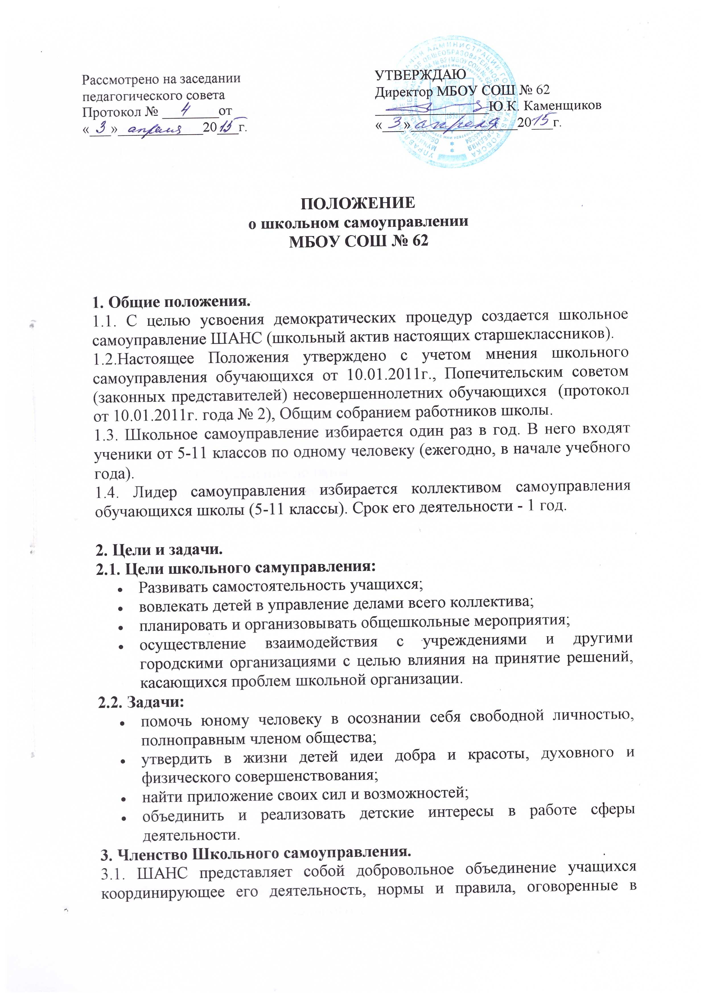 Рассмотрено на заседании
педагогического совета
Протокол № 4 от
«3» апреля 2015 г.
УТВЕРЖДАЮ
Директор МБОУ СОШ № 62
Ю.К. Каменщиков
«3» апреля 2015 г.
ПОЛОЖЕНИЕ
о школьном самоуправлении
МБОУ СОШ № 62
1. Общие положения.
1.1. С целью усвоения демократических процедур создается школьное
самоуправление ШАНС (школьный актив настоящих старшеклассников).
1.2.Настоящее Положения утверждено с учетом мнения школьного
самоуправления обучающихся от 10.01.2011г., Попечительским советом
(законных представителей) несовершеннолетних обучающихся (протокол
от 10.01.2011г. года № 2), Общим собранием работников школы.
1.3. Школьное самоуправление избирается один раз в год. В него входят
ученики от 5-11 классов по одному человеку (ежегодно, в начале учебного
года).
1.4. Лидер самоуправления избирается коллективом самоуправления
обучающихся школы (5-11 классы). Срок его деятельности - 1 год.
2. Цели и задачи.
2.1. Цели школьного самуправления:
• Развивать самостоятельность учащихся;
• вовлекать детей в управление делами всего коллектива;
• планировать и организовывать общешкольные мероприятия;
• осуществление взаимодействия с учреждениями и другими
городскими организациями с целью влияния на принятие решений,
касающихся проблем школьной организации.
2.2. Задачи:
• помочь юному человеку в осознании себя свободной личностью,
полноправным членом общества;
• утвердить в жизни детей идеи добра и красоты, духовного и
физического совершенствования;
• найти приложение своих сил и возможностей;
• объединить и реализовать детские интересы в работе сферы
деятельности.
3. Членство Школьного самоуправления.
3.1. ШАНС представляет собой добровольное объединение учащихся
координирующее его деятельность, нормы и правила, оговоренные в